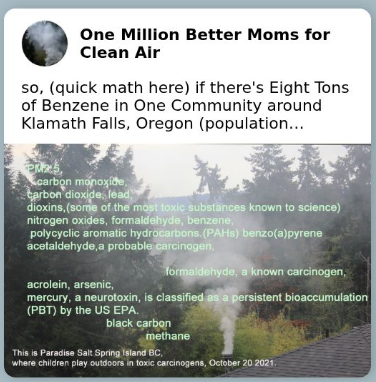 One Million Better Moms for
Clean Air
so, (quick math here) if there's Eight Tons
of Benzene in One Community around
Klamath Falls, Oregon (population...
PM2.5,
carbon monoxide,
carbon dioxide, lead,
dioxins,(some of the most toxic substances known to science)
nitrogen oxides, formaldehyde, benzene,
polycyclic aromatic hydrocarbons.(PAHs) benzo(a)pyrene
acetaldehyde,a probable carcinogen,
formaldehyde, a known carcinogen,
acrolein, arsenic,
mercury, a neurotoxin, is classified as a persistent bioaccumulation
(PBT) by the US EPA.
black carbon
methane
This is Paradise Salt Spring Island BC,
where children play outdoors in toxic carcinogens, October 20 2021.